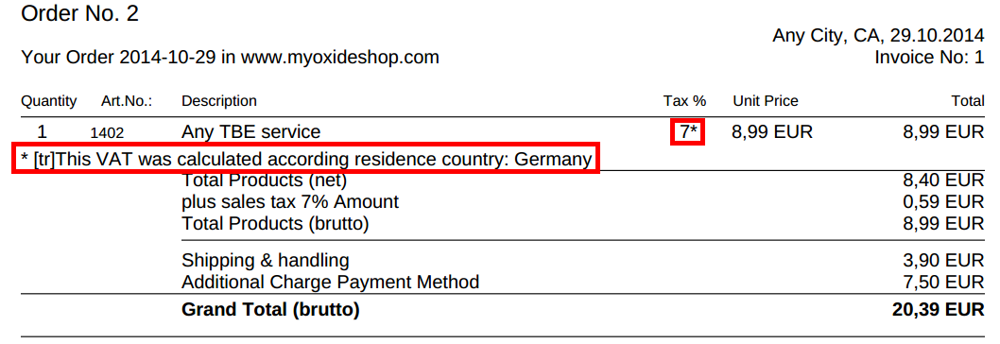 Order No. 2
Any City, CA, 29.10.2014
Your Order 2014-10-29 in www.myoxideshop.com Invoice No: 1
Quantity Art.No.: Description Tax % Unit Price Total
1 1402 Any TBE service 7* 8,99 EUR 8,99 EUR
* [tr]This VAT was calculated according residence country: Germany
Total Products (net) 8,40 EUR
plus sales tax 7% Amount 0,59 EUR
Total Products (brutto) 8,99 EUR
Shipping & handling 3,90 EUR
Additional Charge Payment Method 7,50 EUR
Grand Total (brutto) 20,39 EUR